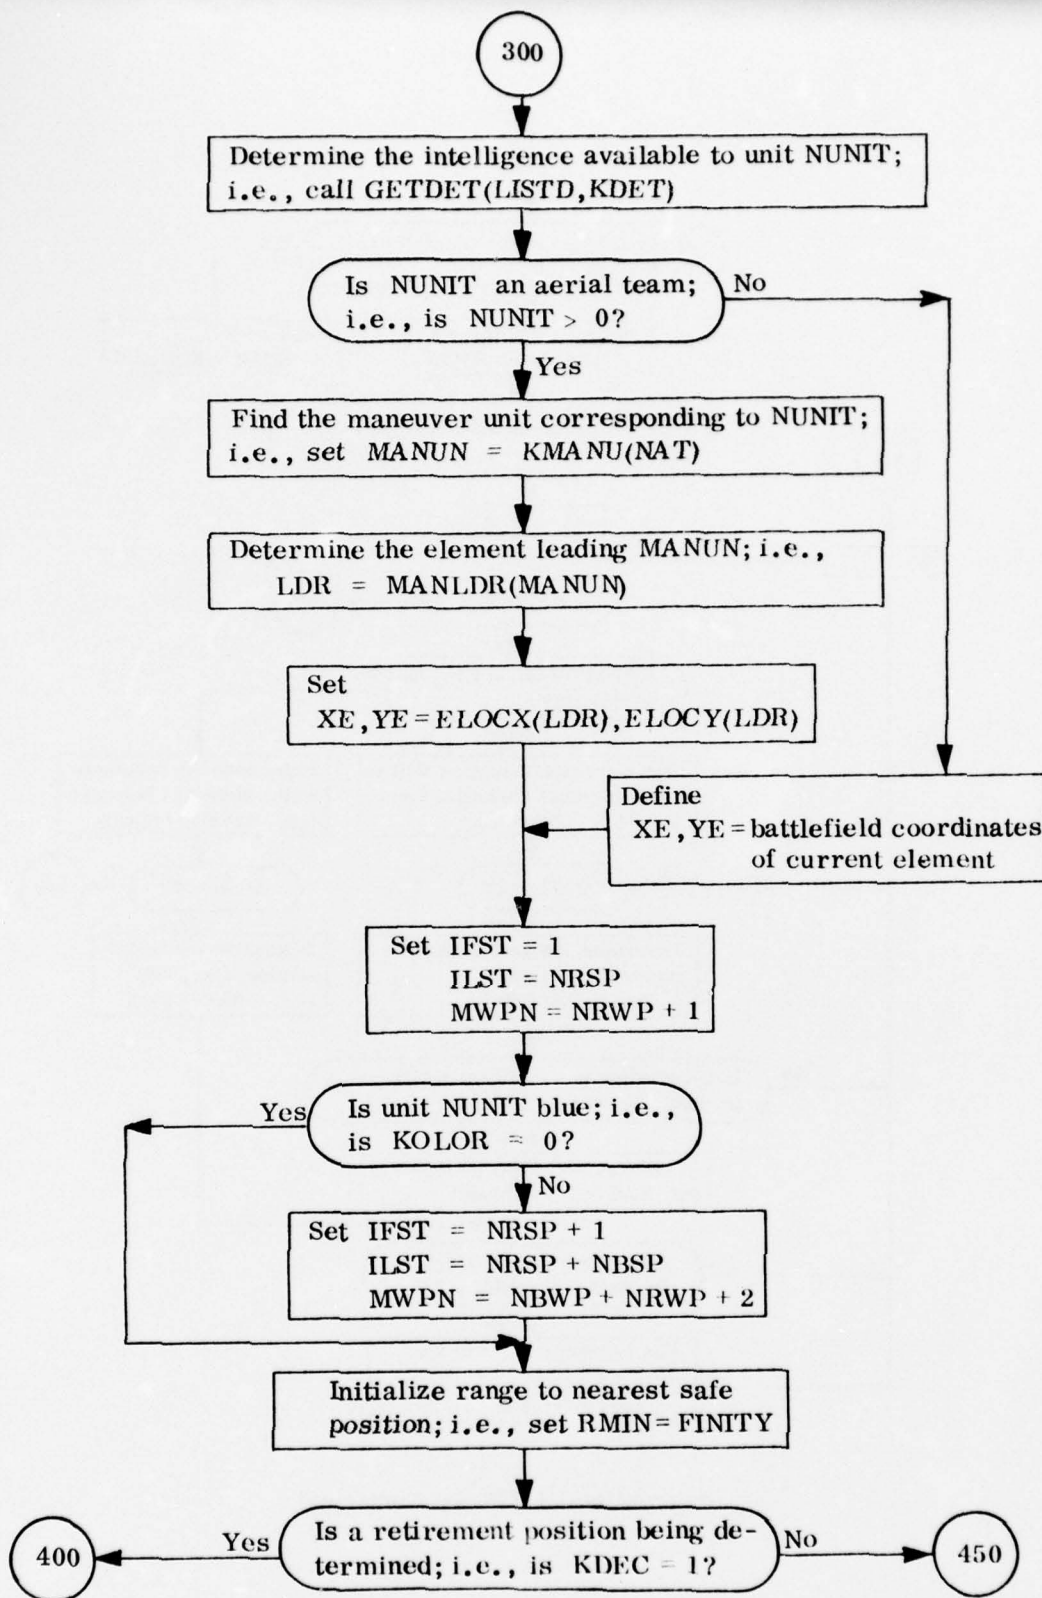 300
Determine the intelligence available to unit NUNIT;
i.e., call GETDET(LISTD,KDET)
Is NUNIT an aerial team;
i.e., is NUNIT > 0?
No
Yes
Find the maneuver unit corresponding to NUNIT;
i.e., set MANUN = KMANU(NAT)
Determine the element leading MANUN; i.e.,
LDR = MANLDR(MANUN)
Set
XE,YE = ELOCX(LDR),ELOCY(LDR)
Define
XE,YE = battlefield coordinates
of current element
Set IFST = 1
ILST = NRSP
MWPN = NRWP + 1
Yes
Is unit NUNIT blue; i.e.,
is KOLOR = 0?
No
Set IFST = NRSP + 1
ILST = NRSP + NBSP
MWPN = NBWP + NRWP + 2
Initialize range to nearest safe
position; i.e., set RMIN = FINITY
400
Yes
Is a retirement position being de-
termined; i.e., is KDEC = 1?
No
450